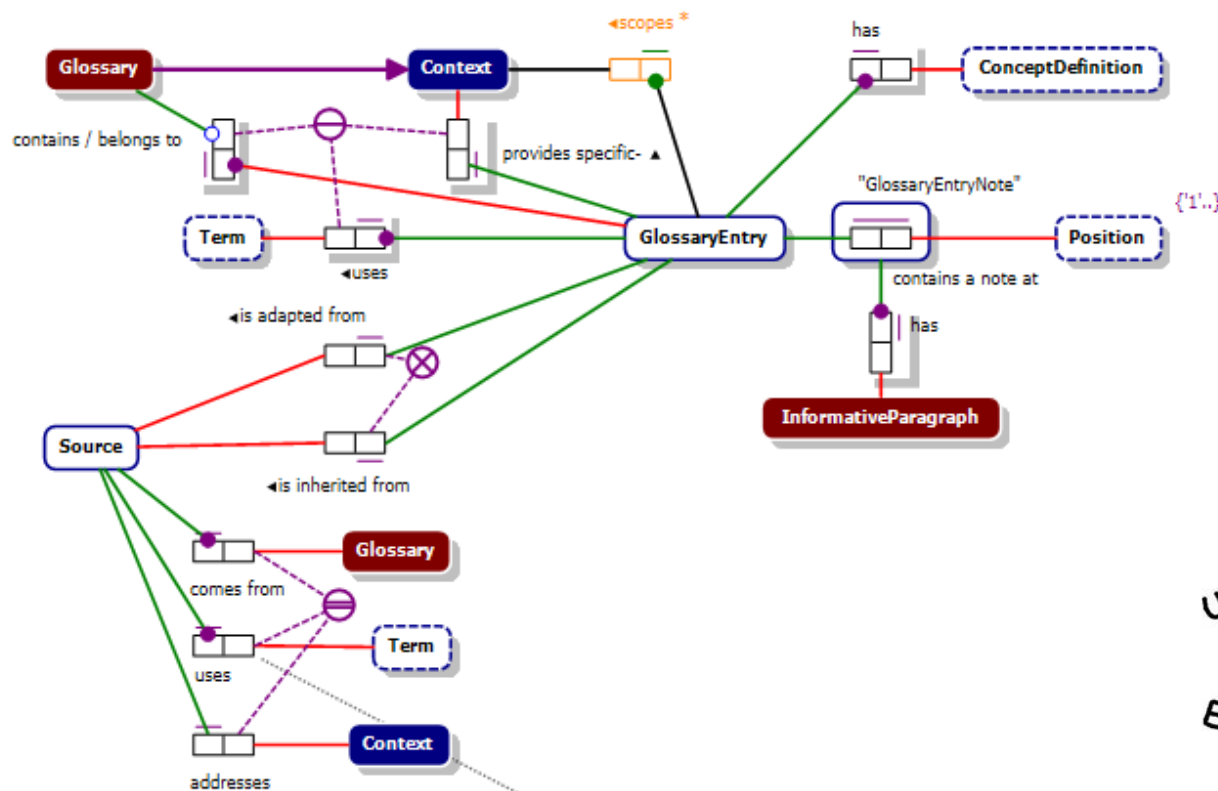 ◄scopes *
has
Glossary
Context
ConceptDefinition
contains / belongs to
provides specific- ▲
"GlossaryEntryNote"
{'1'..}
Term
GlossaryEntry
Position
◄uses
contains a note at
◄is adapted from
has
InformativeParagraph
Source
◄is inherited from
Glossary
comes from
Term
uses
Context
addresses